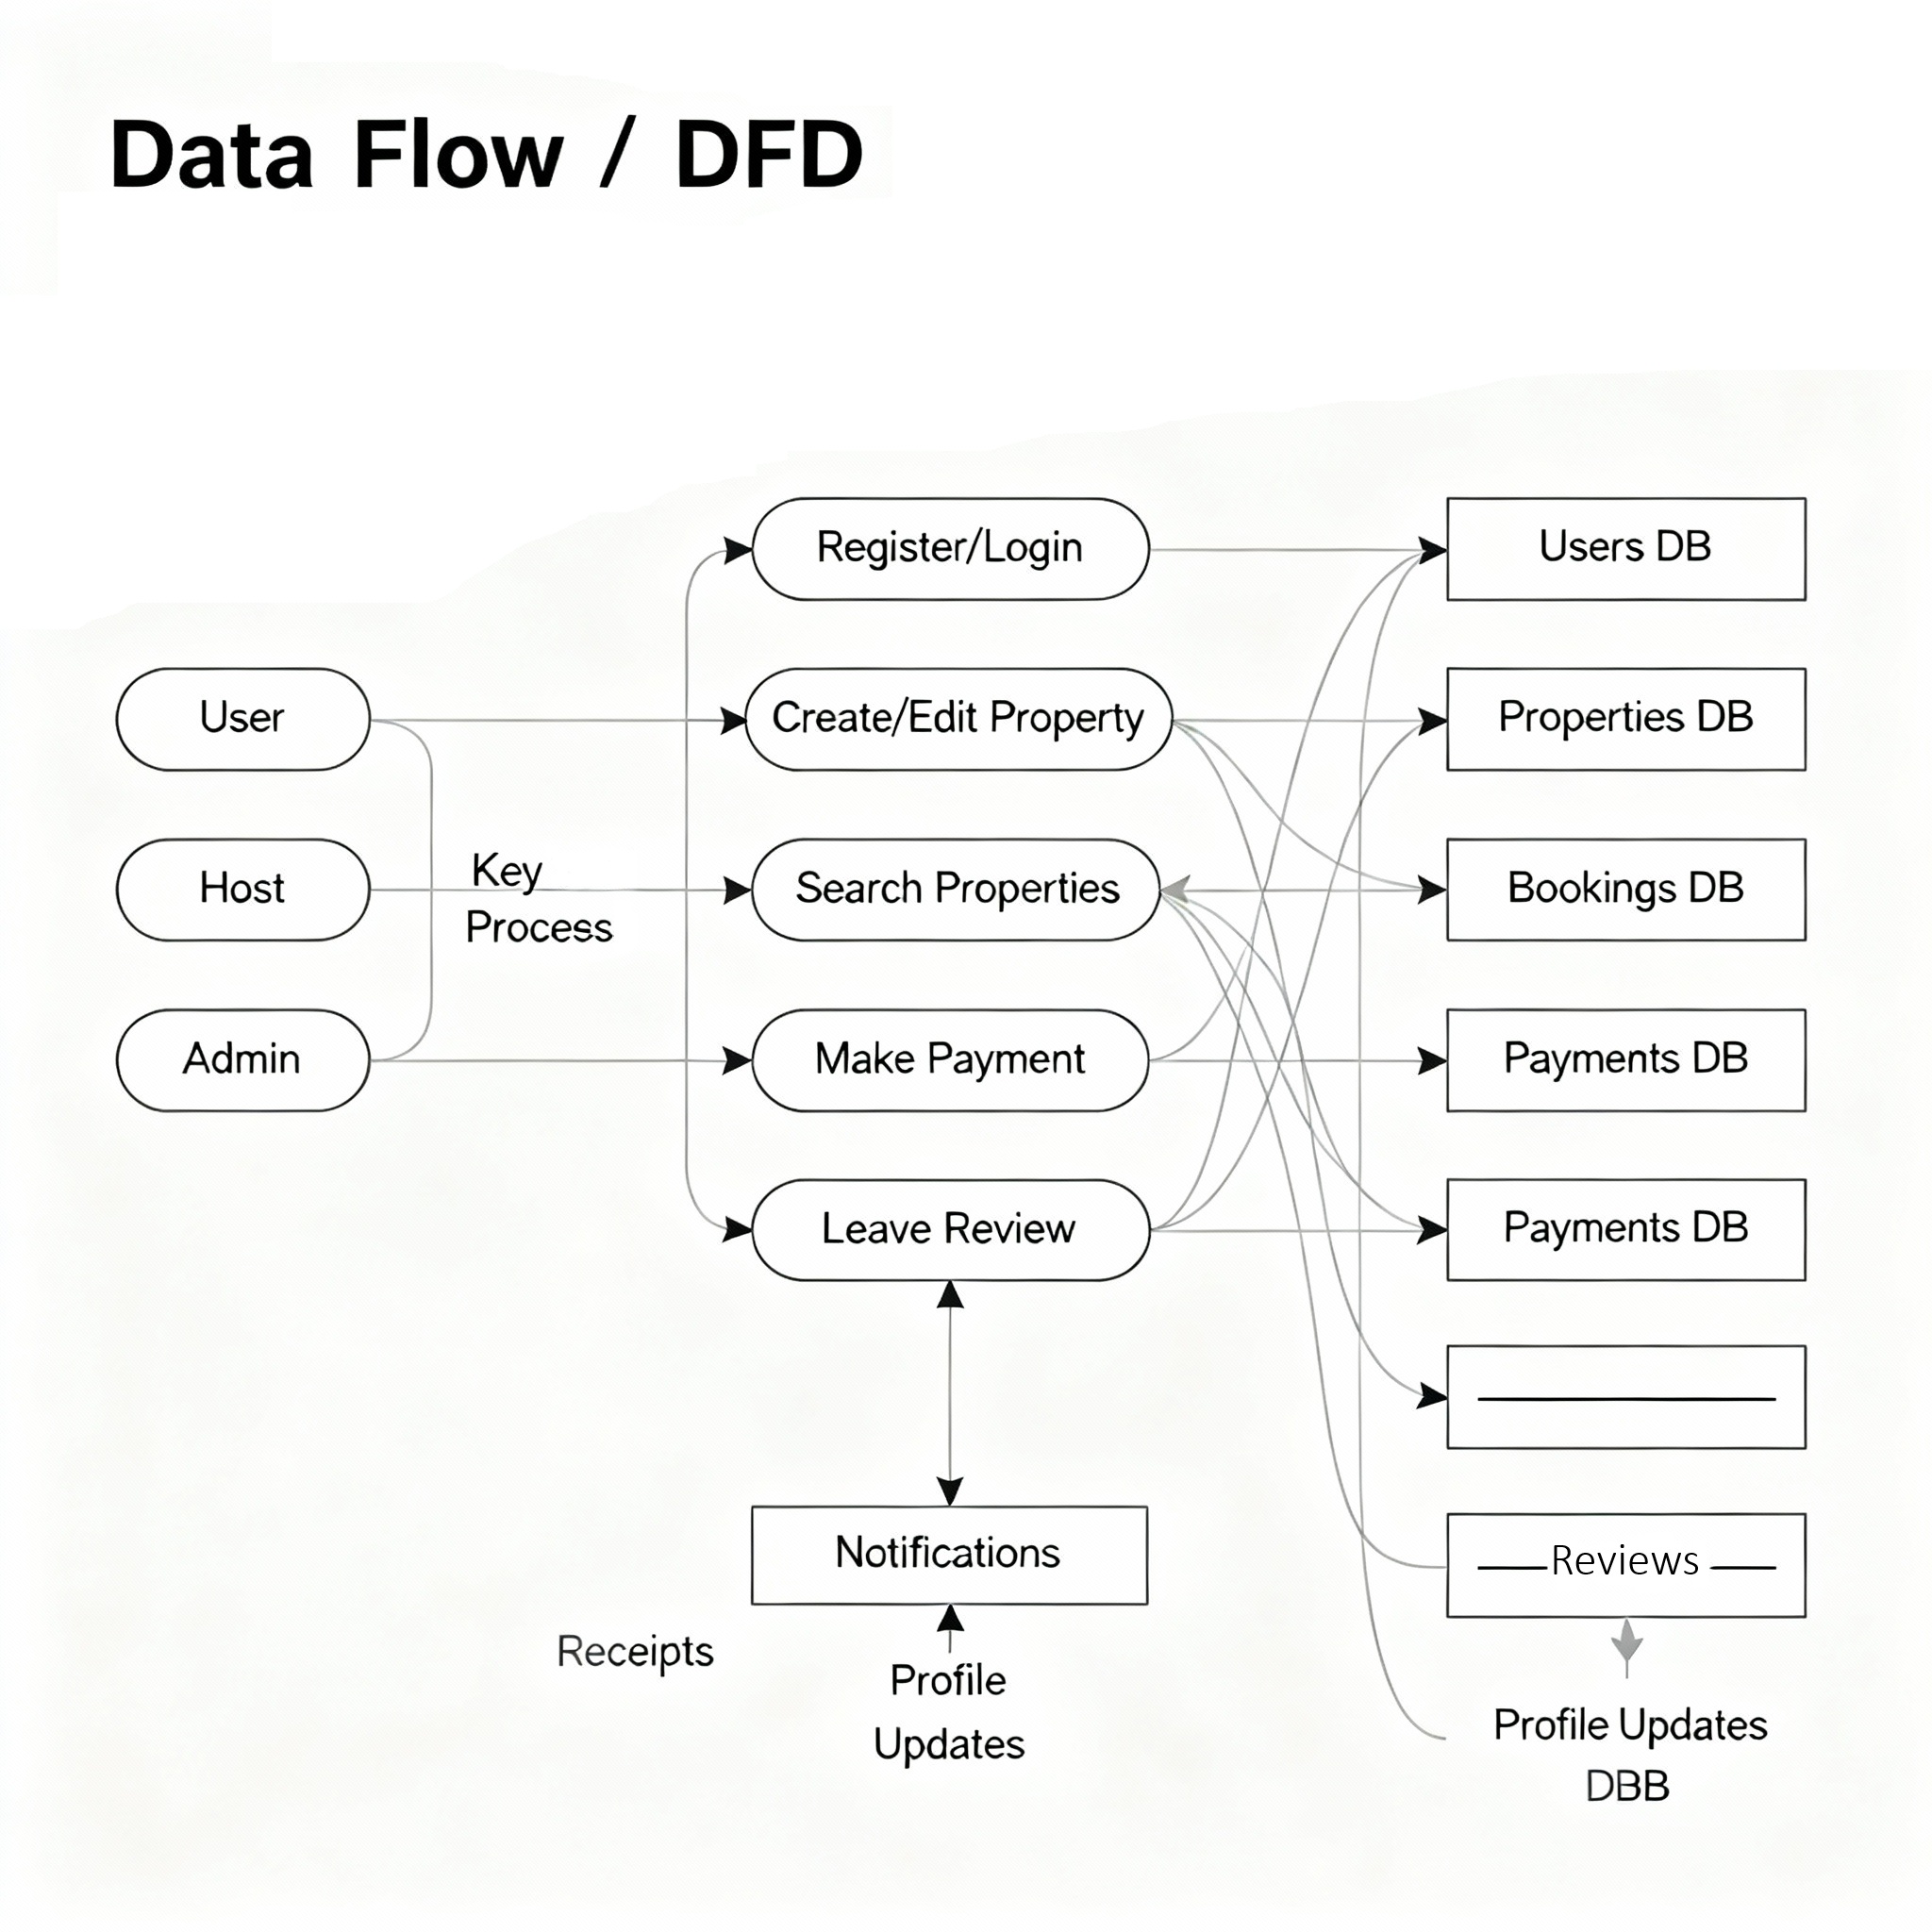 Data Flow / DFD
Register/Login
Users DB
User
Create/Edit Property
Properties DB
Host
Key
Process
Search Properties
Bookings DB
Admin
Make Payment
Payments DB
Leave Review
Payments DB
Notifications
Reviews
Receipts
Profile
Updates
Profile Updates
DBB